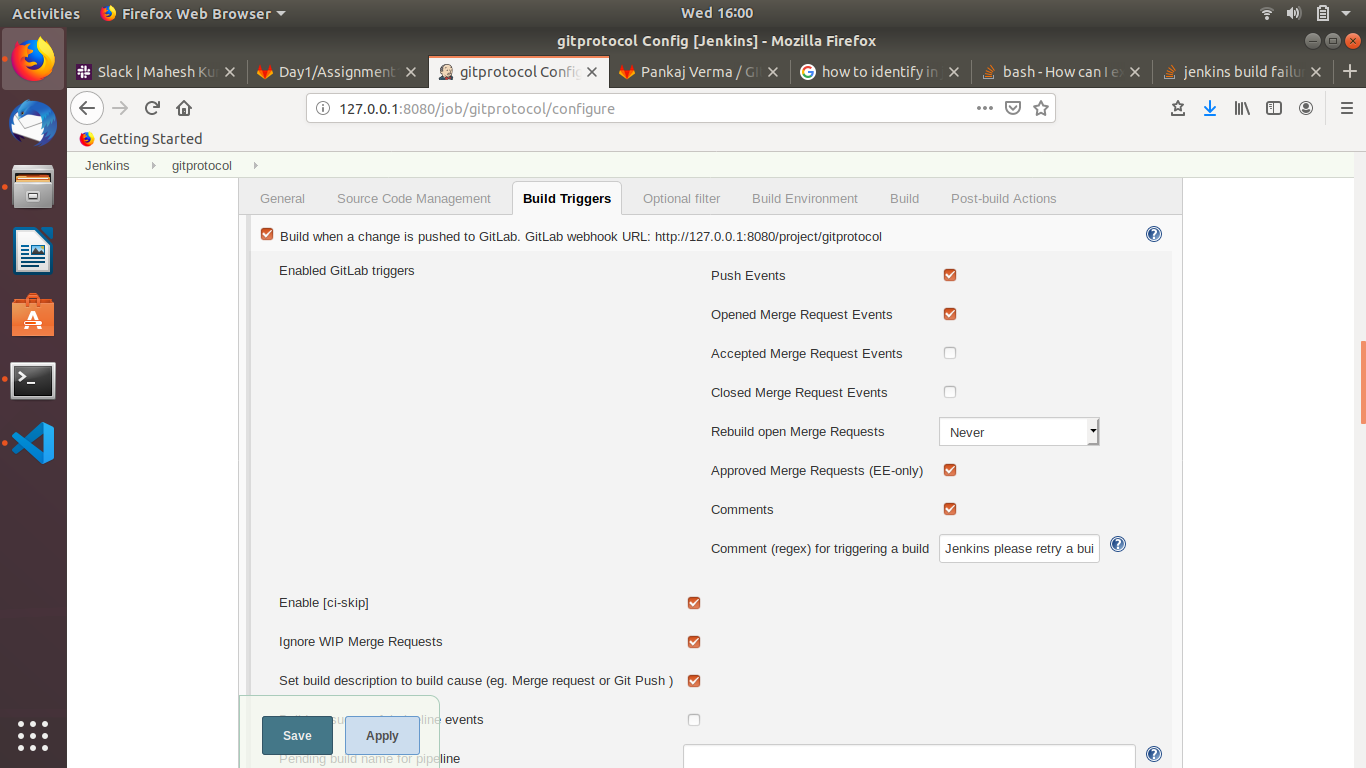 Activities Firefox Web Browser Wed 16:00
gitprotocol Config [Jenkins] - Mozilla Firefox
Slack | Mahesh Ku Day1/Assignment gitprotocol Config Pankaj Verma / Gi how to identify in bash - How can I e jenkins build failu
127.0.0.1:8080/job/gitprotocol/configure
Getting Started
Jenkins gitprotocol
General Source Code Management Build Triggers Optional filter Build Environment Build Post-build Actions
Build when a change is pushed to GitLab. GitLab webhook URL: http://127.0.0.1:8080/project/gitprotocol
Enabled GitLab triggers Push Events
Opened Merge Request Events
Accepted Merge Request Events
Closed Merge Request Events
Rebuild open Merge Requests Never
Approved Merge Requests (EE-only)
Comments
Comment (regex) for triggering a build Jenkins please retry a bui
Enable [ci-skip]
Ignore WIP Merge Requests
Set build description to build cause (eg. Merge request or Git Push )
events
Save Apply
Pending build name for pipeline